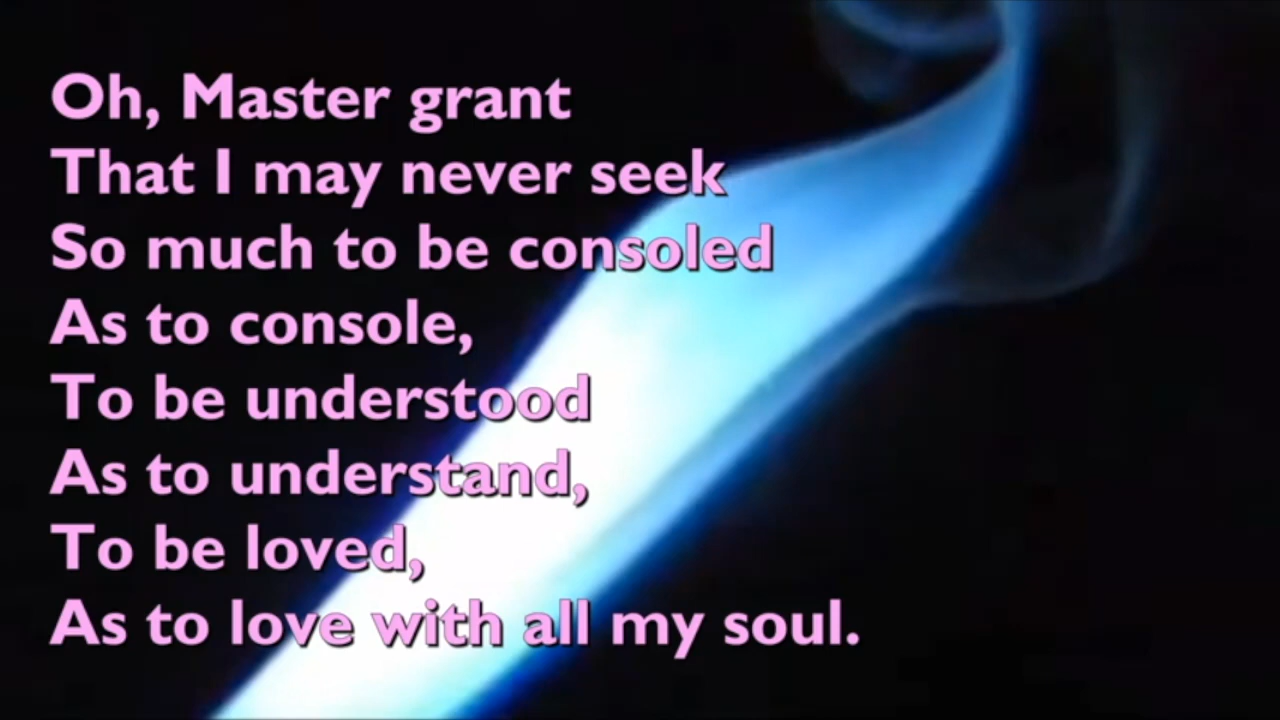 Oh, Master grant
That I may never seek
So much to be consoled
As to console,
To be understood
As to understand,
To be loved,
As to love with all my soul.